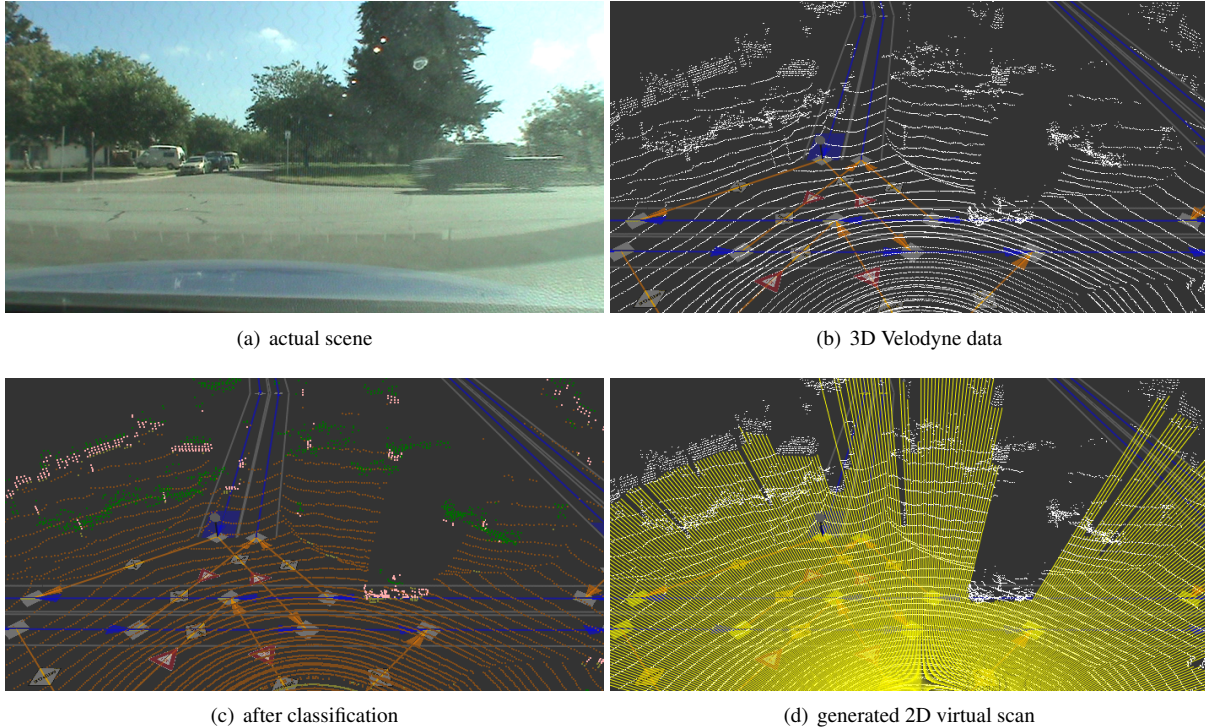 (a) actual scene
(b) 3D Velodyne data
(c) after classification
(d) generated 2D virtual scan